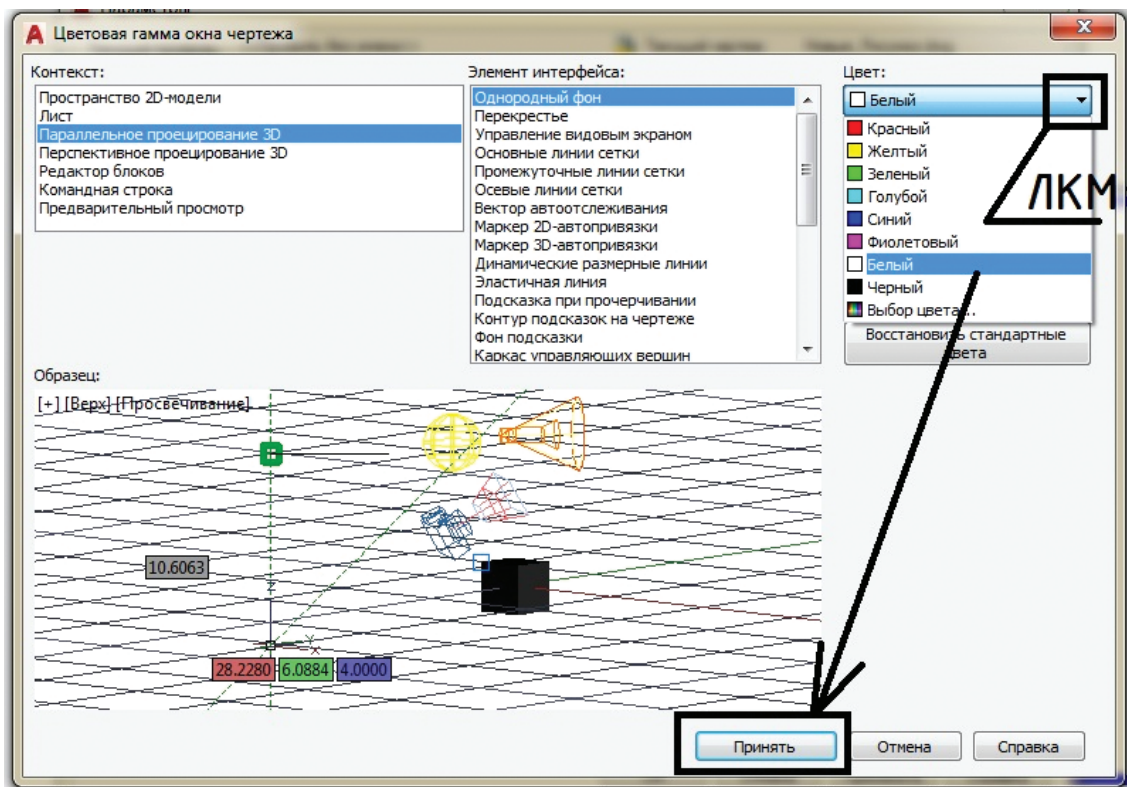 Цветовая гамма окна чертежа
Контекст:
Пространство 2D-модели
Лист
Параллельное проецирование 3D
Перспективное проецирование 3D
Редактор блоков
Командная строка
Предварительный просмотр
Элемент интерфейса:
Однородный фон
Перекрестье
Управление видовым экраном
Основные линии сетки
Промежуточные линии сетки
Осевые линии сетки
Вектор автоотслеживания
Маркер 2D-автопривязки
Маркер 3D-автопривязки
Динамические размерные линии
Эластичная линия
Подсказка при прочерчивании
Контур подсказок на чертеже
Фон подсказки
Каркас управляющих вершин
Цвет:
Белый
Красный
Желтый
Зеленый
Голубой
Синий
Фиолетовый
Белый
Черный
Выбор цвета...
ЛКМ
Восстановить стандартные
цвета
Образец:
[+] [Верх] [Просвечивание]
10.6063
Z
Y
X
28.2280 6.0884 4.0000
Принять
Отмена
Справка